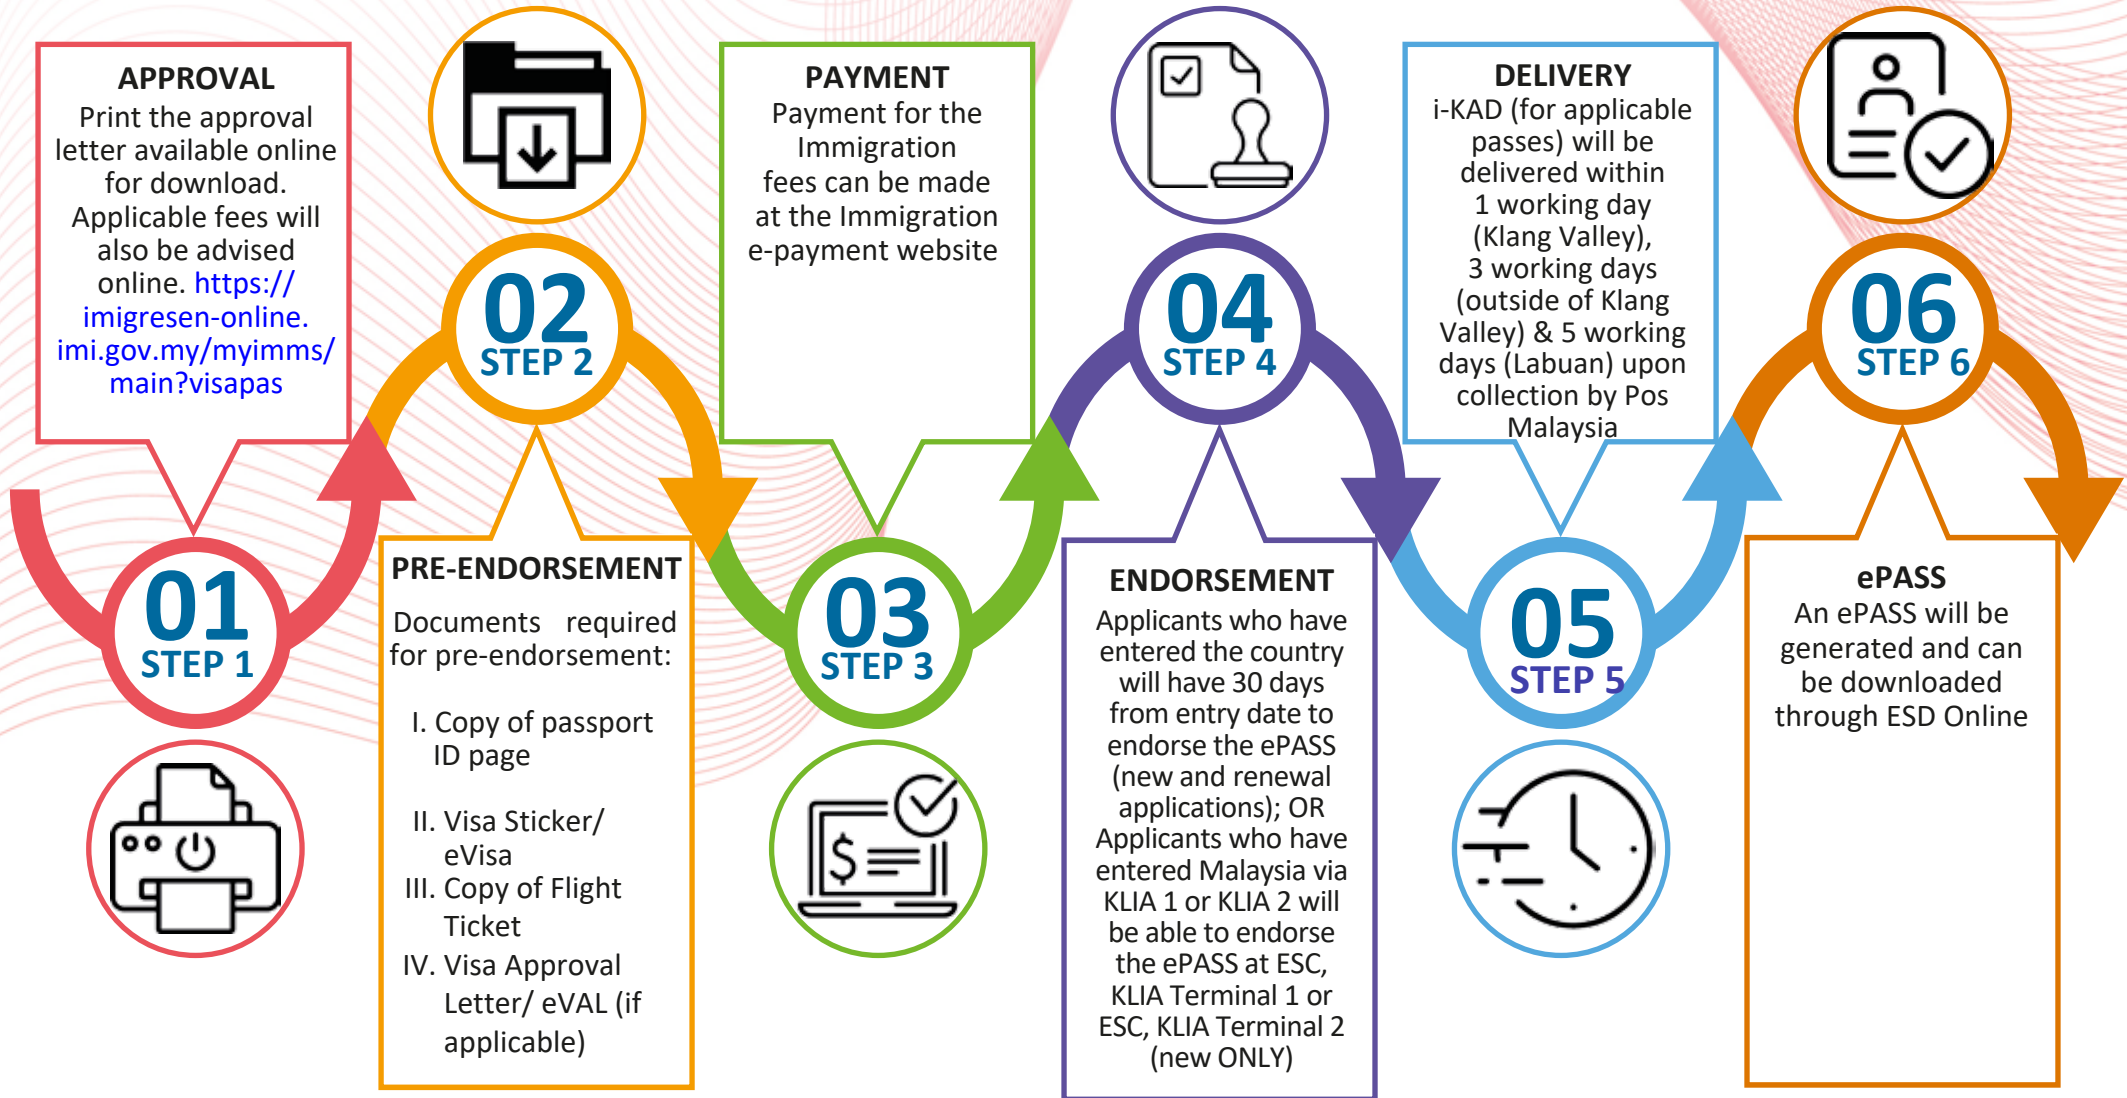 APPROVAL
Print the approval
letter available online
for download.
Applicable fees will
also be advised
online. https://
imigresen-online.
imi.gov.my/myimms/
main?visapas
01
STEP 1
02
STEP 2
PRE-ENDORSEMENT
Documents required
for pre-endorsement:
I. Copy of passport
ID page
II. Visa Sticker/
eVisa
III. Copy of Flight
Ticket
IV. Visa Approval
Letter/ eVAL (if
applicable)
PAYMENT
Payment for the
Immigration
fees can be made
at the Immigration
e-payment website
03
STEP 3
$
04
STEP 4
ENDORSEMENT
Applicants who have
entered the country
will have 30 days
from entry date to
endorse the ePASS
(new and renewal
applications); OR
Applicants who have
entered Malaysia via
KLIA 1 or KLIA 2 will
be able to endorse
the ePASS at ESC,
KLIA Terminal 1 or
ESC, KLIA Terminal 2
(new ONLY)
DELIVERY
i-KAD (for applicable
passes) will be
delivered within
1 working day
(Klang Valley),
3 working days
(outside of Klang
Valley) & 5 working
days (Labuan) upon
collection by Pos
Malaysia
05
STEP 5
06
STEP 6
ePASS
An ePASS will be
generated and can
be downloaded
through ESD Online